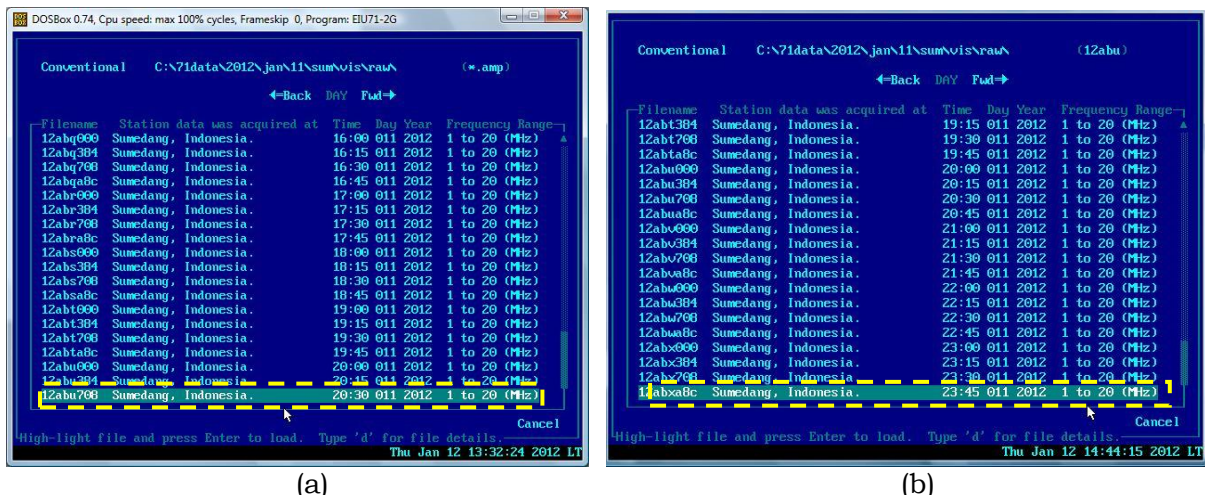 DOSBox 0.74, Cpu speed: max 100% cycles, Frameskip 0, Program: EIU71-2G
Conventional C:\71data\2012\jan\11\sum\vis\raw\ (*.amp)
←Back DAY Fwd→
Filename Station data was acquired at Time Day Year Frequency Range
12abq000 Sumedang, Indonesia. 16:00 011 2012 1 to 20 (MHz)
12abq384 Sumedang, Indonesia. 16:15 011 2012 1 to 20 (MHz)
12abq708 Sumedang, Indonesia. 16:30 011 2012 1 to 20 (MHz)
12abqa8c Sumedang, Indonesia. 16:45 011 2012 1 to 20 (MHz)
12abr000 Sumedang, Indonesia. 17:00 011 2012 1 to 20 (MHz)
12abr384 Sumedang, Indonesia. 17:15 011 2012 1 to 20 (MHz)
12abr708 Sumedang, Indonesia. 17:30 011 2012 1 to 20 (MHz)
12abra8c Sumedang, Indonesia. 17:45 011 2012 1 to 20 (MHz)
12abs000 Sumedang, Indonesia. 18:00 011 2012 1 to 20 (MHz)
12abs384 Sumedang, Indonesia. 18:15 011 2012 1 to 20 (MHz)
12abs708 Sumedang, Indonesia. 18:30 011 2012 1 to 20 (MHz)
12absa8c Sumedang, Indonesia. 18:45 011 2012 1 to 20 (MHz)
12abt000 Sumedang, Indonesia. 19:00 011 2012 1 to 20 (MHz)
12abt384 Sumedang, Indonesia. 19:15 011 2012 1 to 20 (MHz)
12abt708 Sumedang, Indonesia. 19:30 011 2012 1 to 20 (MHz)
12abta8c Sumedang, Indonesia. 19:45 011 2012 1 to 20 (MHz)
12abu000 Sumedang, Indonesia. 20:00 011 2012 1 to 20 (MHz)
12abu384 Sumedang, Indonesia. 20:15 011 2012 1 to 20 (MHz)
12abu708 Sumedang, Indonesia. 20:30 011 2012 1 to 20 (MHz)
Cancel
High-light file and press Enter to load. Type 'd' for file details.
Thu Jan 12 13:32:24 2012 LT
(a)
Conventional C:\71data\2012\jan\11\sum\vis\raw\ (12abu)
←Back DAY Fwd→
Filename Station data was acquired at Time Day Year Frequency Range
12abt384 Sumedang, Indonesia. 19:15 011 2012 1 to 20 (MHz)
12abt708 Sumedang, Indonesia. 19:30 011 2012 1 to 20 (MHz)
12abta8c Sumedang, Indonesia. 19:45 011 2012 1 to 20 (MHz)
12abu000 Sumedang, Indonesia. 20:00 011 2012 1 to 20 (MHz)
12abu384 Sumedang, Indonesia. 20:15 011 2012 1 to 20 (MHz)
12abu708 Sumedang, Indonesia. 20:30 011 2012 1 to 20 (MHz)
12abua8c Sumedang, Indonesia. 20:45 011 2012 1 to 20 (MHz)
12abv000 Sumedang, Indonesia. 21:00 011 2012 1 to 20 (MHz)
12abv384 Sumedang, Indonesia. 21:15 011 2012 1 to 20 (MHz)
12abv708 Sumedang, Indonesia. 21:30 011 2012 1 to 20 (MHz)
12abva8c Sumedang, Indonesia. 21:45 011 2012 1 to 20 (MHz)
12abw000 Sumedang, Indonesia. 22:00 011 2012 1 to 20 (MHz)
12abw384 Sumedang, Indonesia. 22:15 011 2012 1 to 20 (MHz)
12abw708 Sumedang, Indonesia. 22:30 011 2012 1 to 20 (MHz)
12abwa8c Sumedang, Indonesia. 22:45 011 2012 1 to 20 (MHz)
12abx000 Sumedang, Indonesia. 23:00 011 2012 1 to 20 (MHz)
12abx384 Sumedang, Indonesia. 23:15 011 2012 1 to 20 (MHz)
12abx708 Sumedang, Indonesia. 23:30 011 2012 1 to 20 (MHz)
12abxa8c Sumedang, Indonesia. 23:45 011 2012 1 to 20 (MHz)
Cancel
High-light file and press Enter to load. Type 'd' for file details.
Thu Jan 12 14:44:15 2012 LT
(b)